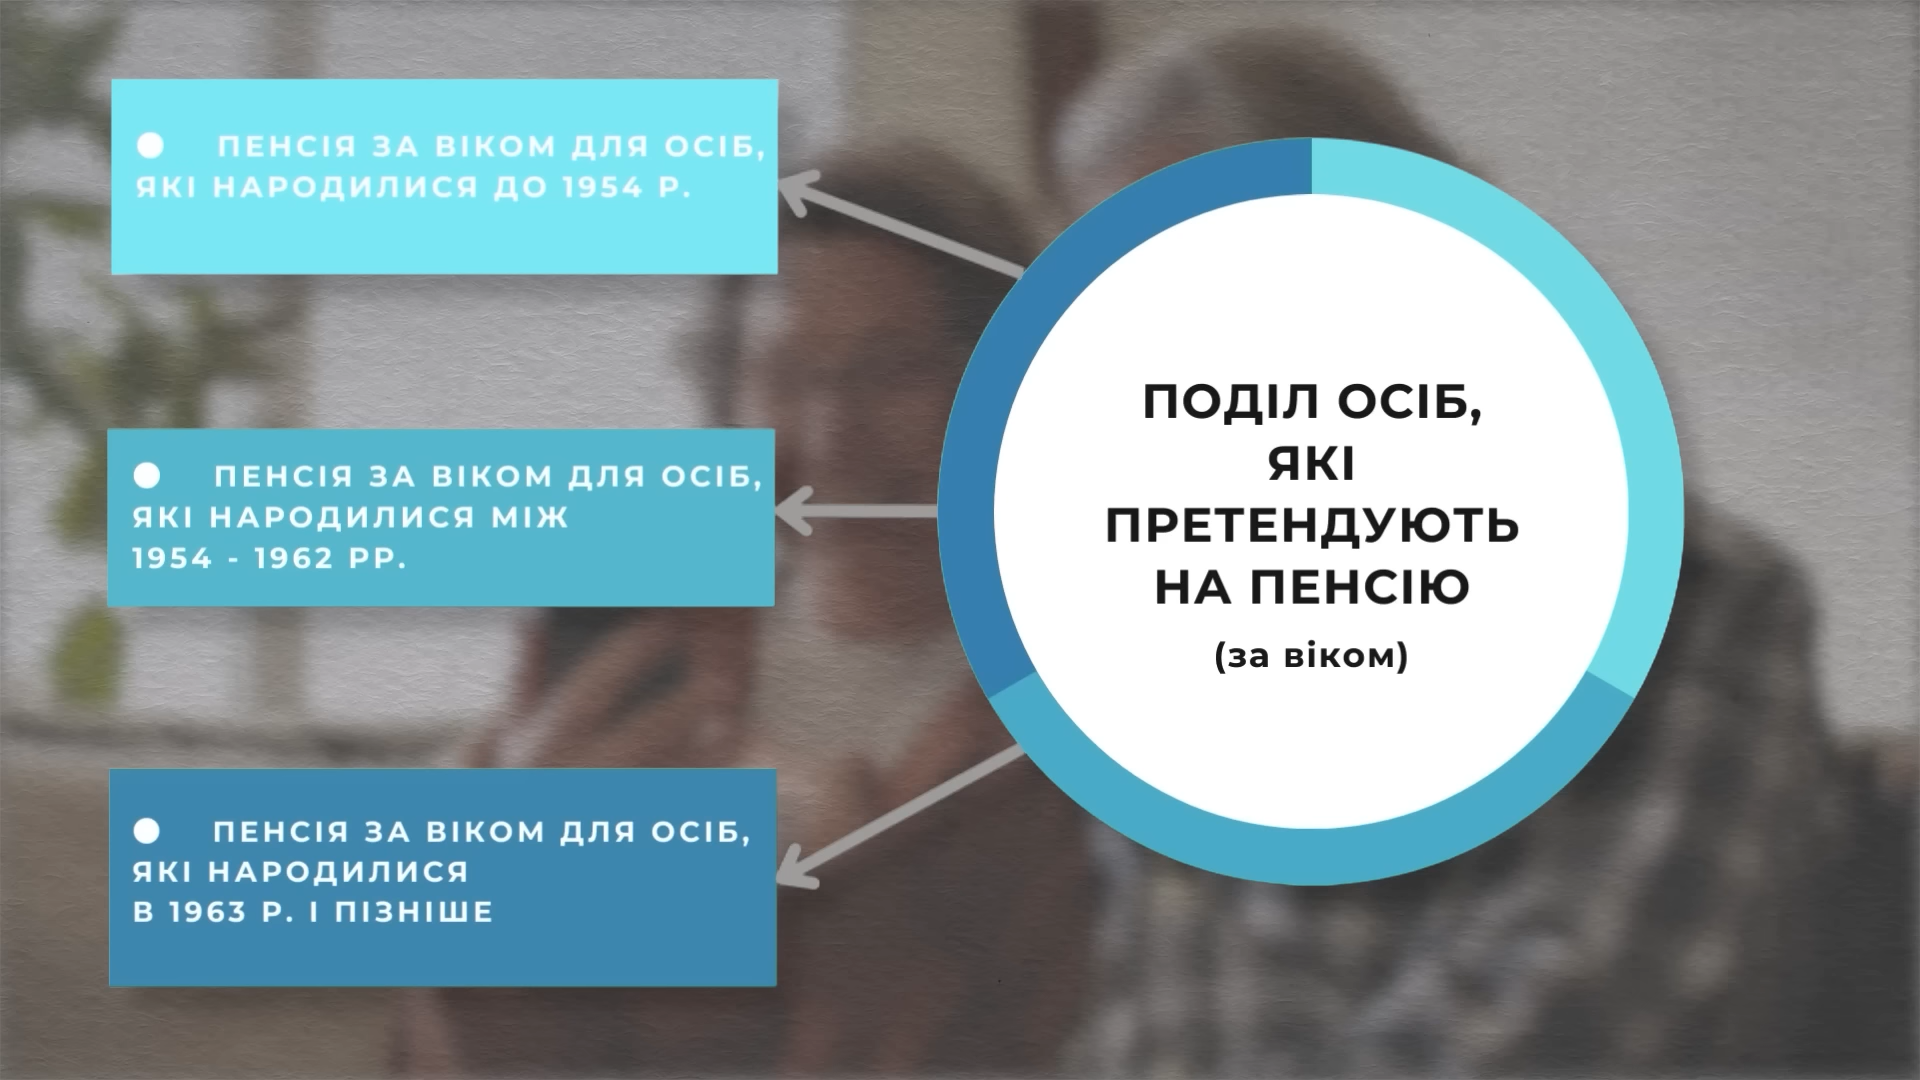 ● ПЕНСІЯ ЗА ВІКОМ ДЛЯ ОСІБ,
ЯКІ НАРОДИЛИСЯ ДО 1954 Р.
● ПЕНСІЯ ЗА ВІКОМ ДЛЯ ОСІБ,
ЯКІ НАРОДИЛИСЯ МІЖ
1954 - 1962 РР.
● ПЕНСІЯ ЗА ВІКОМ ДЛЯ ОСІБ,
ЯКІ НАРОДИЛИСЯ
В 1963 Р. І ПІЗНІШЕ
ПОДІЛ ОСІБ,
ЯКІ
ПРЕТЕНДУЮТЬ
НА ПЕНСІЮ
(за віком)